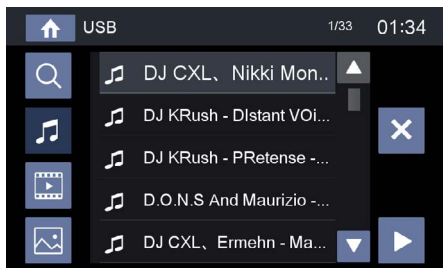 USB 1/33 01:34
DJ CXL、Nikki Mon..
DJ KRush - DIstant VOi...
DJ KRush - PRetense -...
D.O.N.S And Maurizio -...
DJ CXL、Ermehn - Ma...